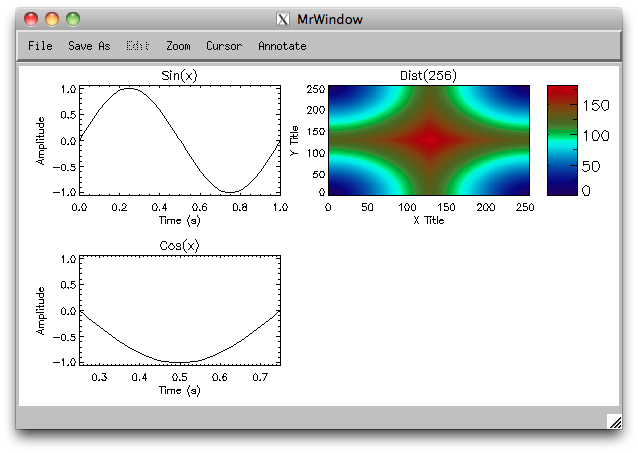 MrWindow
File Save As Edit Zoom Cursor Annotate
Sin(x)
Amplitude
1.0
0.5
0.0
-0.5
-1.0
0.0 0.2 0.4 0.6 0.8 1.0
Time (s)
Dist(256)
Y Title
250
200
150
100
50
0
0 50 100 150 200 250
X Title
150
100
50
0
Cos(x)
Amplitude
1.0
0.5
0.0
-0.5
-1.0
0.3 0.4 0.5 0.6 0.7
Time (s)